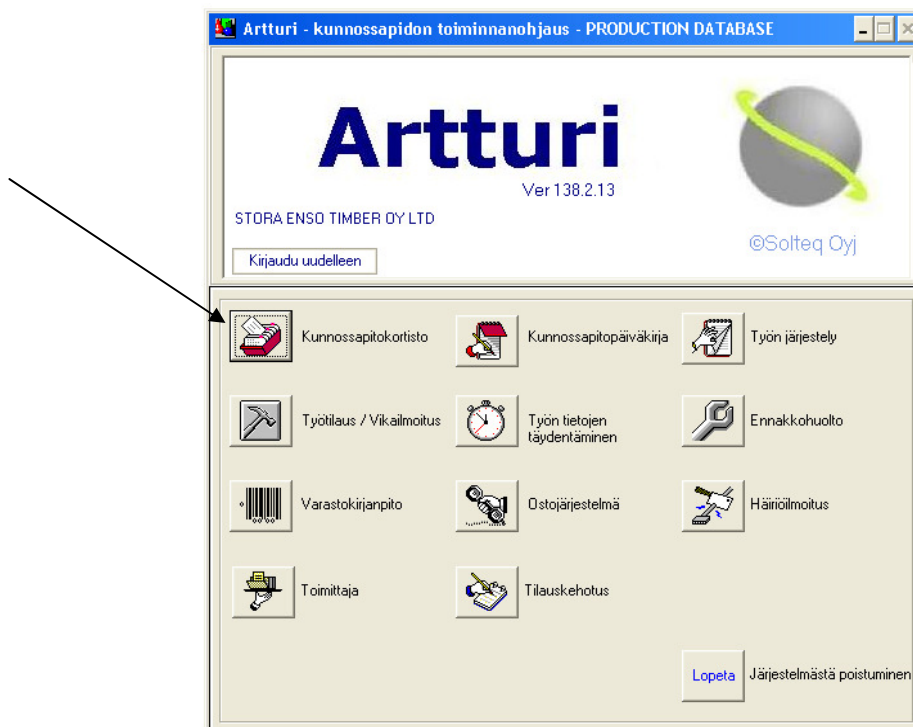 Artturi - kunnossapidon toiminnanohjaus - PRODUCTION DATABASE
Artturi
Ver 138.2.13
STORA ENSO TIMBER OY LTD
©Solteq Oyj
Kirjaudu uudelleen
Kunnossapitokortisto
Kunnossapitopäiväkirja
Työn järjestely
Työtilaus / Vikailmoitus
Työn tietojen
täydentäminen
Ennakkohuolto
Varastokirjanpito
Ostojärjestelmä
Häiriöilmoitus
Toimittaja
Tilauskehotus
Lopeta
Järjestelmästä poistuminen